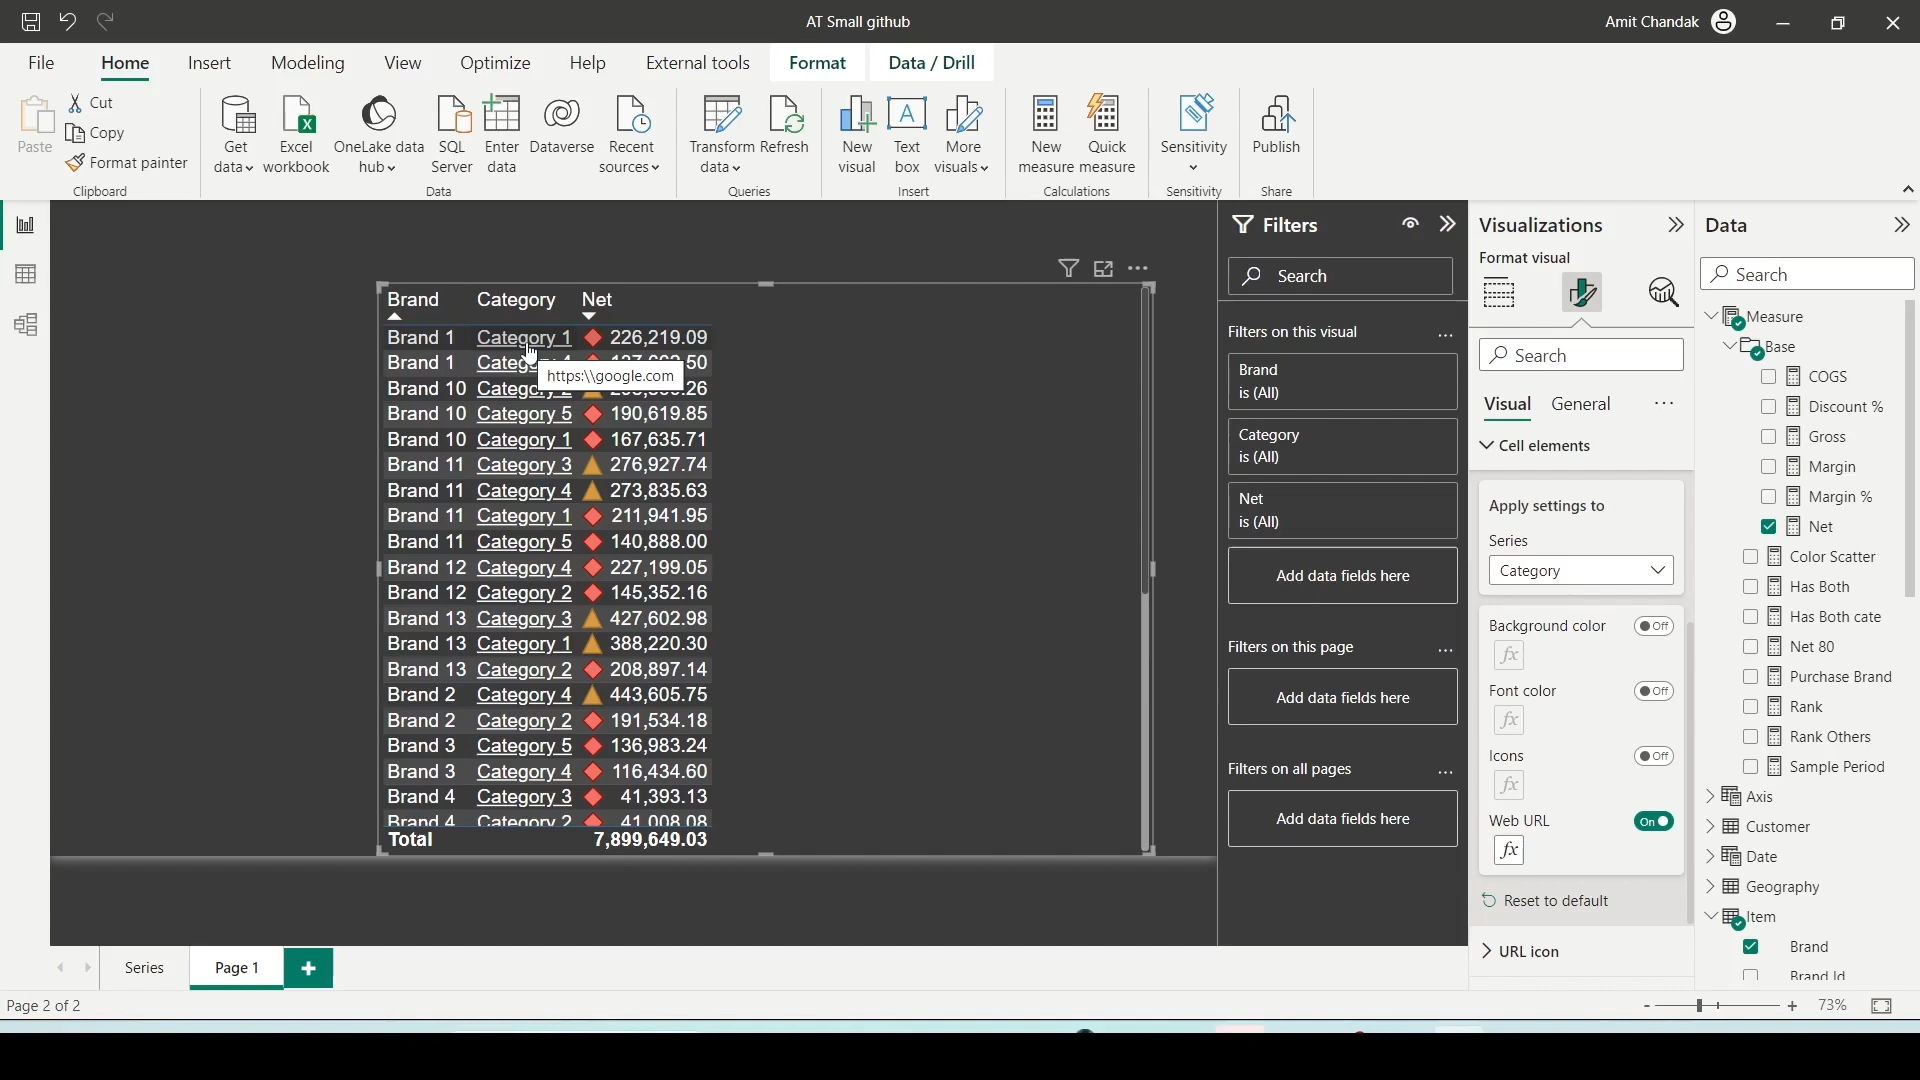 AT Small github
Amit Chandak
File Home Insert Modeling View Optimize Help External tools Format Data / Drill
Paste
Cut
Copy
Format painter
Clipboard
Get data
Excel workbook
OneLake data hub
SQL Server
Enter data
Dataverse
Recent sources
Data
Transform data
Refresh
Queries
New visual
Text box
More visuals
Insert
New measure
Quick measure
Calculations
Sensitivity
Sensitivity
Publish
Share
Brand Category Net
Brand 1 Category 1 226,219.09
Brand 1
https:\\google.com
Brand 10
Brand 10 Category 5 190,619.85
Brand 10 Category 1 167,635.71
Brand 11 Category 3 276,927.74
Brand 11 Category 4 273,835.63
Brand 11 Category 1 211,941.95
Brand 11 Category 5 140,888.00
Brand 12 Category 4 227,199.05
Brand 12 Category 2 145,352.16
Brand 13 Category 3 427,602.98
Brand 13 Category 1 388,220.30
Brand 13 Category 2 208,897.14
Brand 2 Category 4 443,605.75
Brand 2 Category 2 191,534.18
Brand 3 Category 5 136,983.24
Brand 3 Category 4 116,434.60
Brand 4 Category 3 41,393.13
Brand 4 Category 2 41,008.08
Total 7,899,649.03
Filters
Search
Filters on this visual
Brand
is (All)
Category
is (All)
Net
is (All)
Add data fields here
Filters on this page
Add data fields here
Filters on all pages
Add data fields here
Visualizations
Format visual
Search
Visual General
Cell elements
Apply settings to
Series
Category
Background color Off
fx
Font color Off
fx
Icons Off
fx
Web URL On
fx
Reset to default
URL icon
Data
Search
Measure
Base
COGS
Discount %
Gross
Margin
Margin %
Net
Color Scatter
Has Both
Has Both cate
Net 80
Purchase Brand
Rank
Rank Others
Sample Period
Axis
Customer
Date
Geography
Item
Brand
Brand Id
Series Page 1
Page 2 of 2
73%